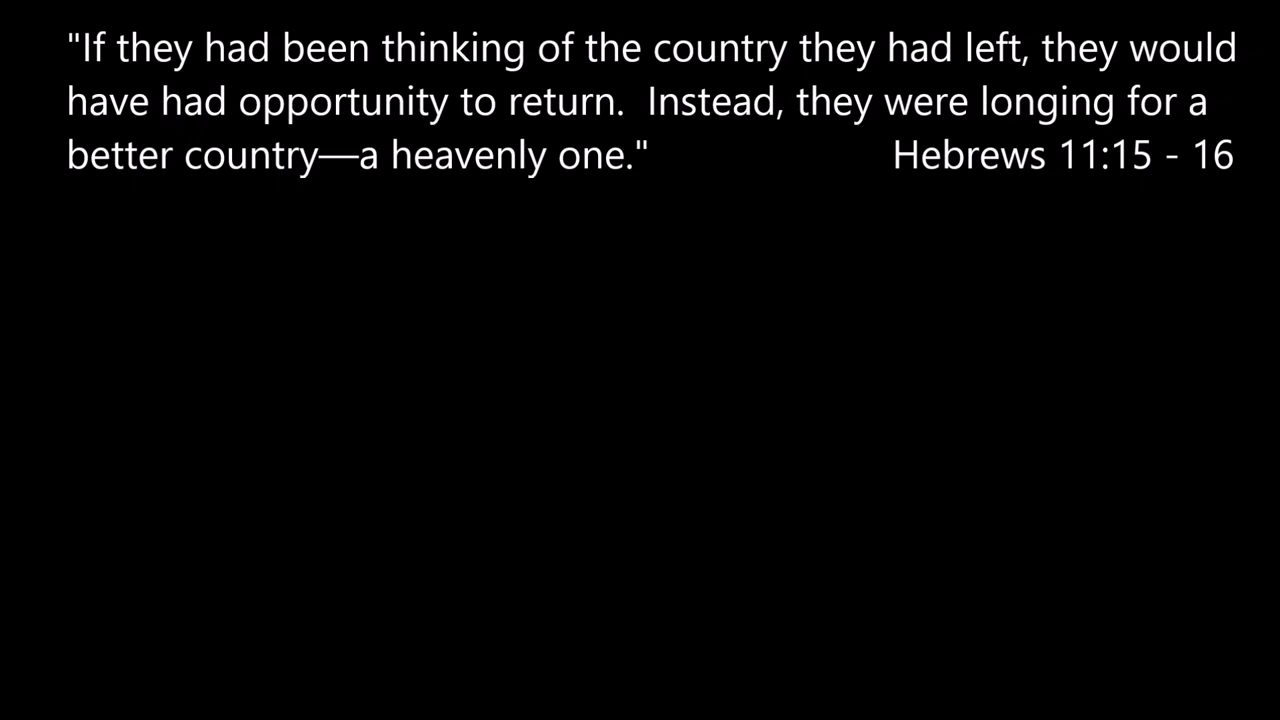 "If they had been thinking of the country they had left, they would
have had opportunity to return.  Instead, they were longing for a
better country—a heavenly one." Hebrews 11:15 - 16